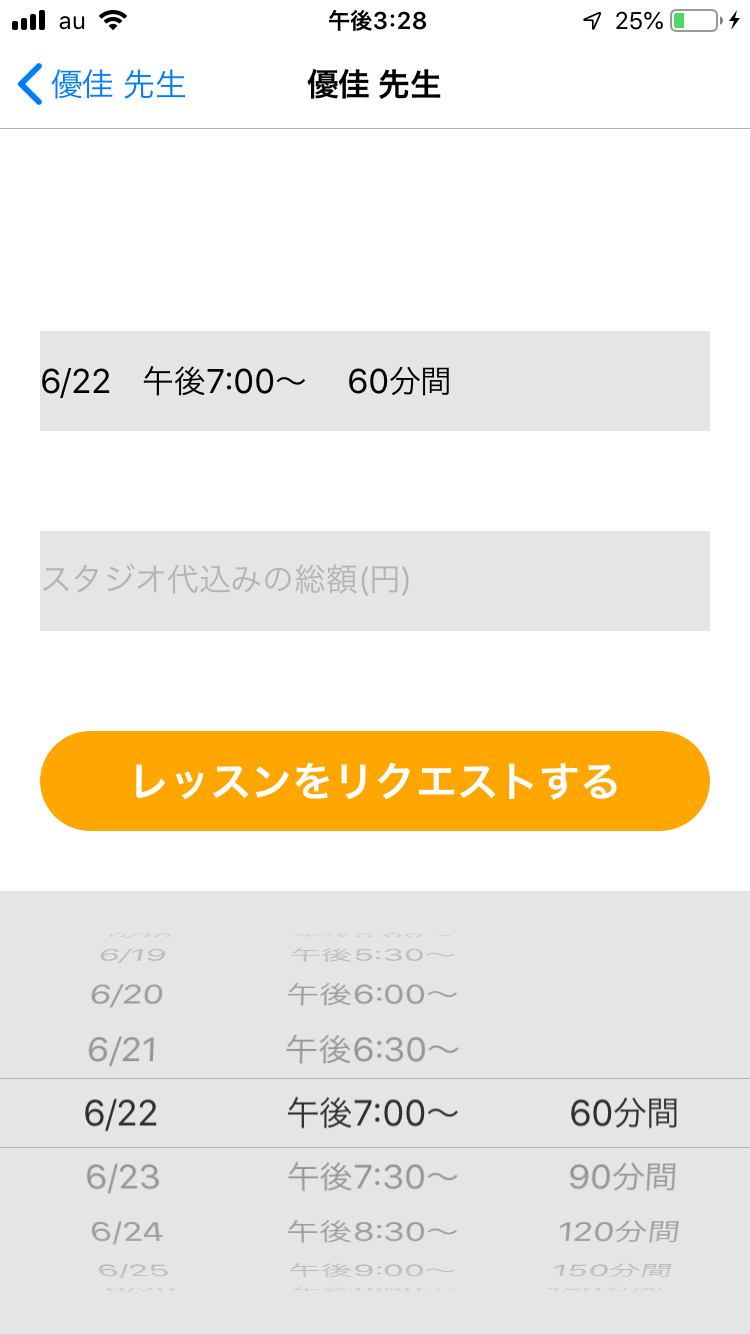 au 午後3:28 25%
優佳 先生 優佳 先生
6/22 午後7:00〜 60分間
スタジオ代込みの総額(円)
レッスンをリクエストする
6/19 午後5:30〜
6/20 午後6:00〜
6/21 午後6:30〜
6/22 午後7:00〜 60分間
6/23 午後7:30〜 90分間
6/24 午後8:30〜 120分間
6/25 午後9:00〜 150分間